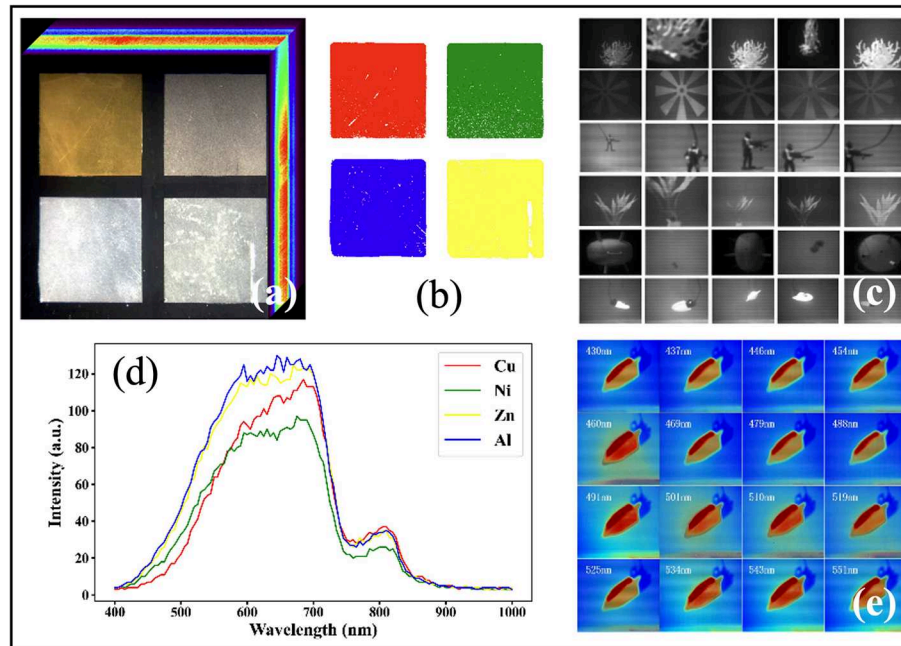 (a)
(b)
(c)
(d)
Cu
Ni
Zn
Al
120
100
80
60
40
20
0
Intensity (a.u.)
400 500 600 700 800 900 1000
Wavelength (nm)
430nm 437nm 446nm 454nm
460nm 469nm 479nm 488nm
491nm 501nm 510nm 519nm
525nm 534nm 543nm 551nm
(e)